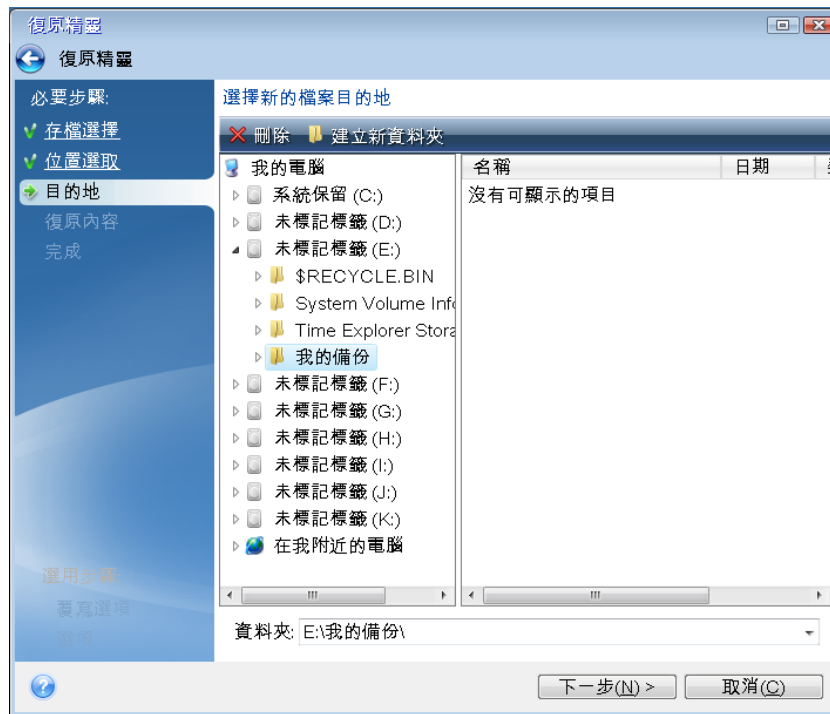 復原精靈
復原精靈
必要步驟:
存檔選擇
位置選取
目的地
復原內容
完成
選用步驟
覆寫選項
選項
選擇新的檔案目的地
刪除 建立新資料夾
我的電腦
系統保留 (C:)
未標記標籤 (D:)
未標記標籤 (E:)
$RECYCLE.BIN
System Volume Info
Time Explorer Stora
我的備份
未標記標籤 (F:)
未標記標籤 (G:)
未標記標籤 (H:)
未標記標籤 (I:)
未標記標籤 (J:)
未標記標籤 (K:)
在我附近的電腦
名稱 日期
沒有可顯示的項目
資料夾: E:\我的備份\
下一步(N) > 取消(C)